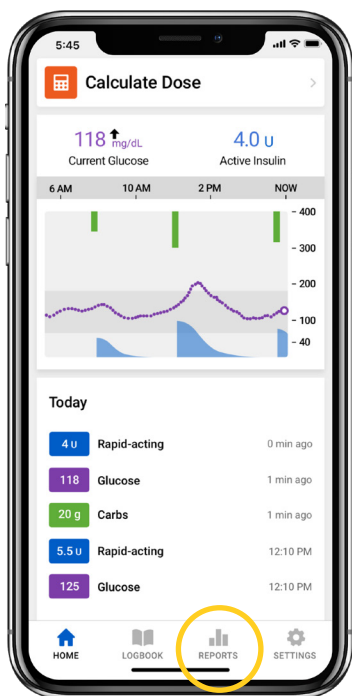 5:45
Calculate Dose
118 mg/dL
Current Glucose
4.0 U
Active Insulin
6 AM 10 AM 2 PM NOW
400
300
200
100
40
Today
4 U Rapid-acting 0 min ago
118 Glucose 1 min ago
20 g Carbs 1 min ago
5.5 U Rapid-acting 12:10 PM
125 Glucose 12:10 PM
HOME LOGBOOK REPORTS SETTINGS